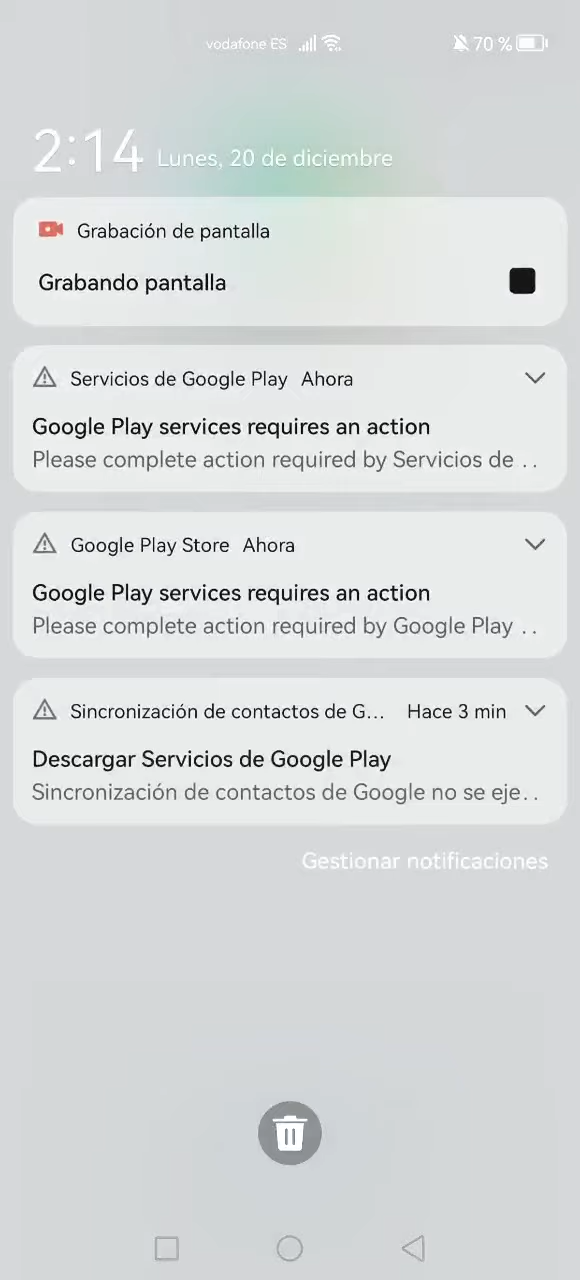 vodafone ES
70 %
2:14 Lunes, 20 de diciembre
Grabación de pantalla
Grabando pantalla
Servicios de Google Play Ahora
Google Play services requires an action
Please complete action required by Servicios de . .
Google Play Store Ahora
Google Play services requires an action
Please complete action required by Google Play . .
Sincronización de contactos de G... Hace 3 min
Descargar Servicios de Google Play
Sincronización de contactos de Google no se eje. .
Gestionar notificaciones